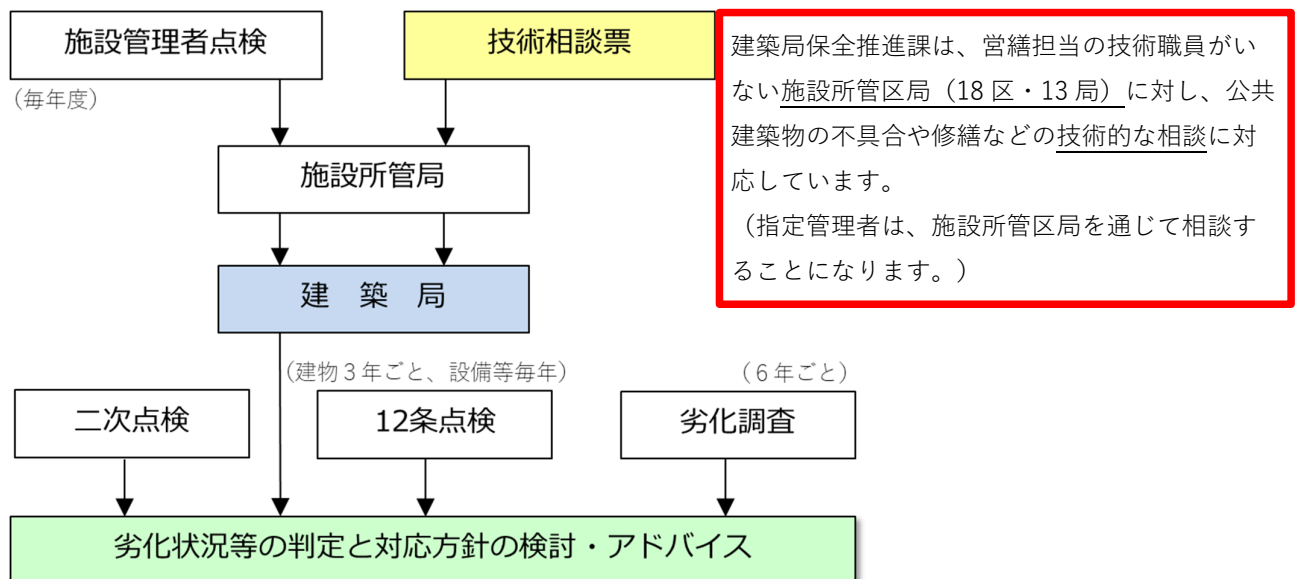 施設管理者点検
技術相談票
(毎年度)
建築局保全推進課は、営繕担当の技術職員がい
ない施設所管区局（18 区・13 局）に対し、公共
建築物の不具合や修繕などの技術的な相談に対
応しています。
（指定管理者は、施設所管区局を通じて相談す
ることになります。）
施設所管局
建　築　局
（建物３年ごと、設備等毎年）
（６年ごと）
二次点検
12条点検
劣化調査
劣化状況等の判定と対応方針の検討・アドバイス